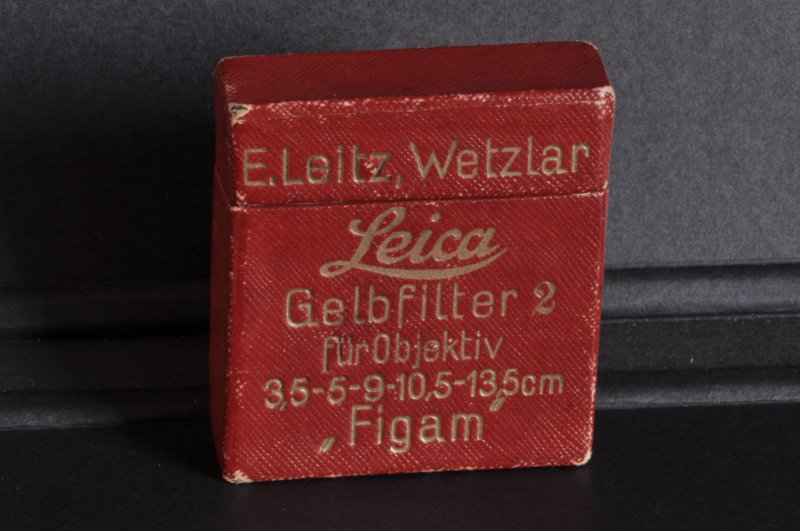 E. Leitz, Wetzlar
Leica
Gelbfilter 2
für Objektiv
3,5-5-9-10,5-13,5cm
„Figam”